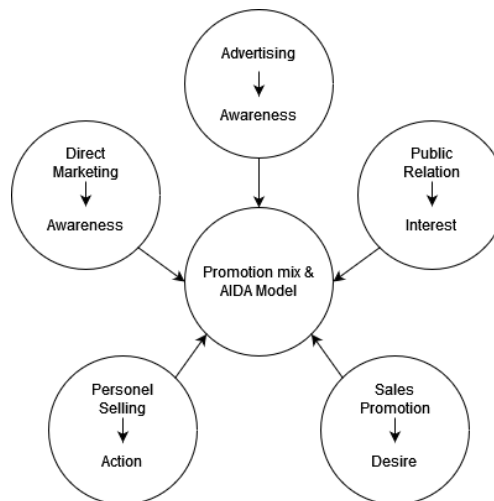 Advertising
Awareness
Direct
Marketing
Awareness
Public
Relation
Interest
Promotion mix &
AIDA Model
Personel
Selling
Action
Sales
Promotion
Desire